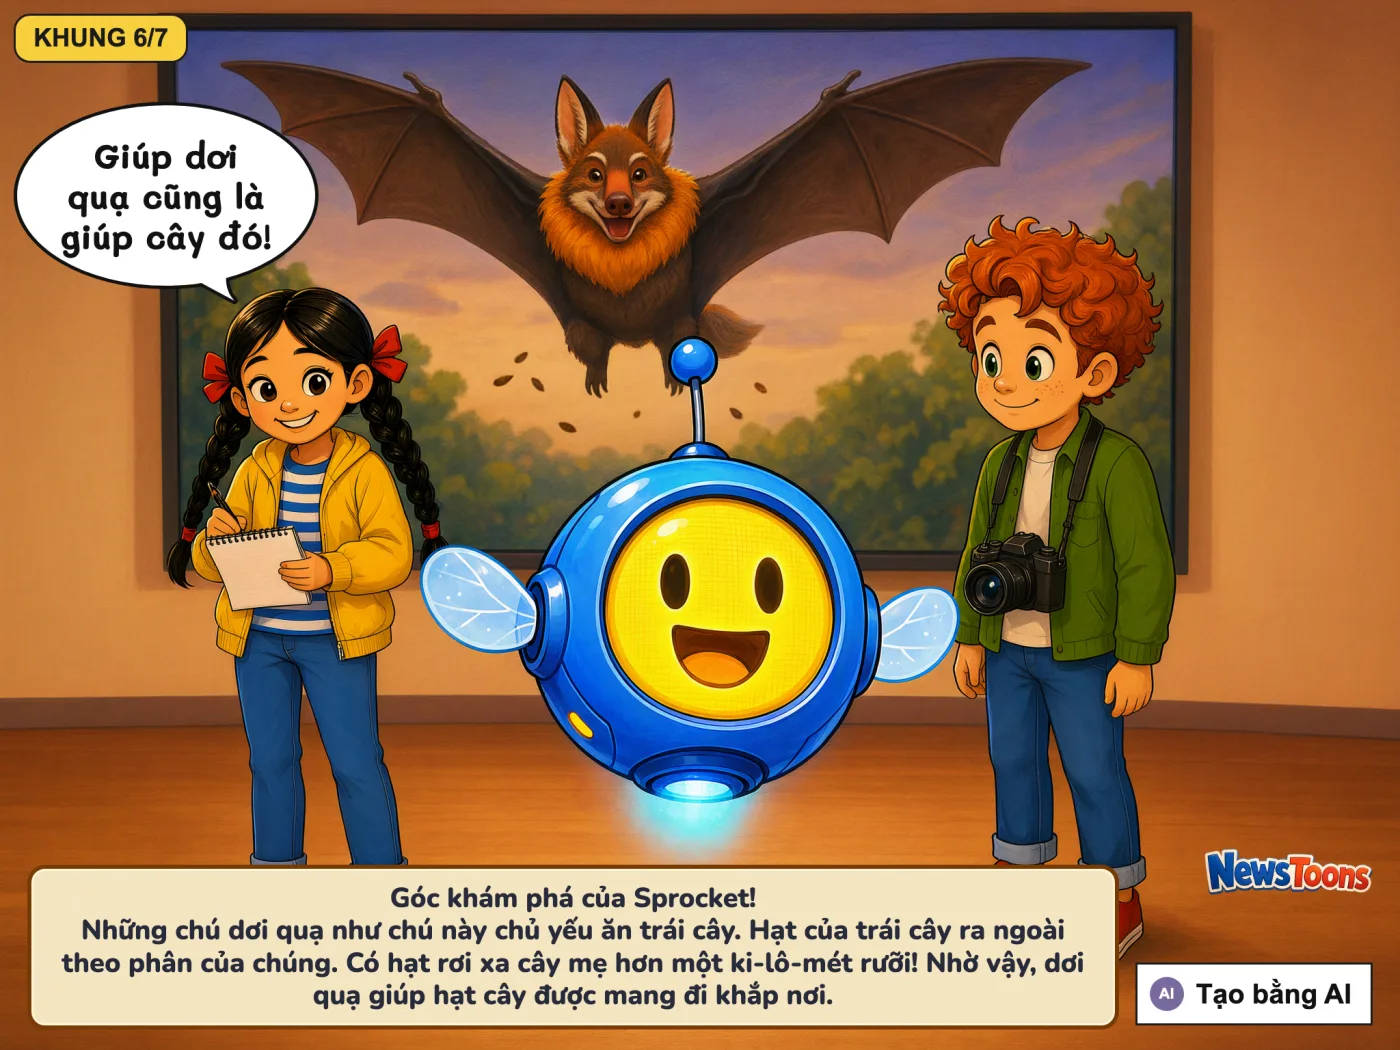 KHUNG 6/7
Giúp dơi
quạ cũng là
giúp cây đó!
Góc khám phá của Sprocket!
Những chú dơi quạ như chú này chủ yếu ăn trái cây. Hạt của trái cây ra ngoài
theo phân của chúng. Có hạt rơi xa cây mẹ hơn một ki-lô-mét rưỡi! Nhờ vậy, dơi
quạ giúp hạt cây được mang đi khắp nơi.
NewsToons
AI Tạo bằng AI